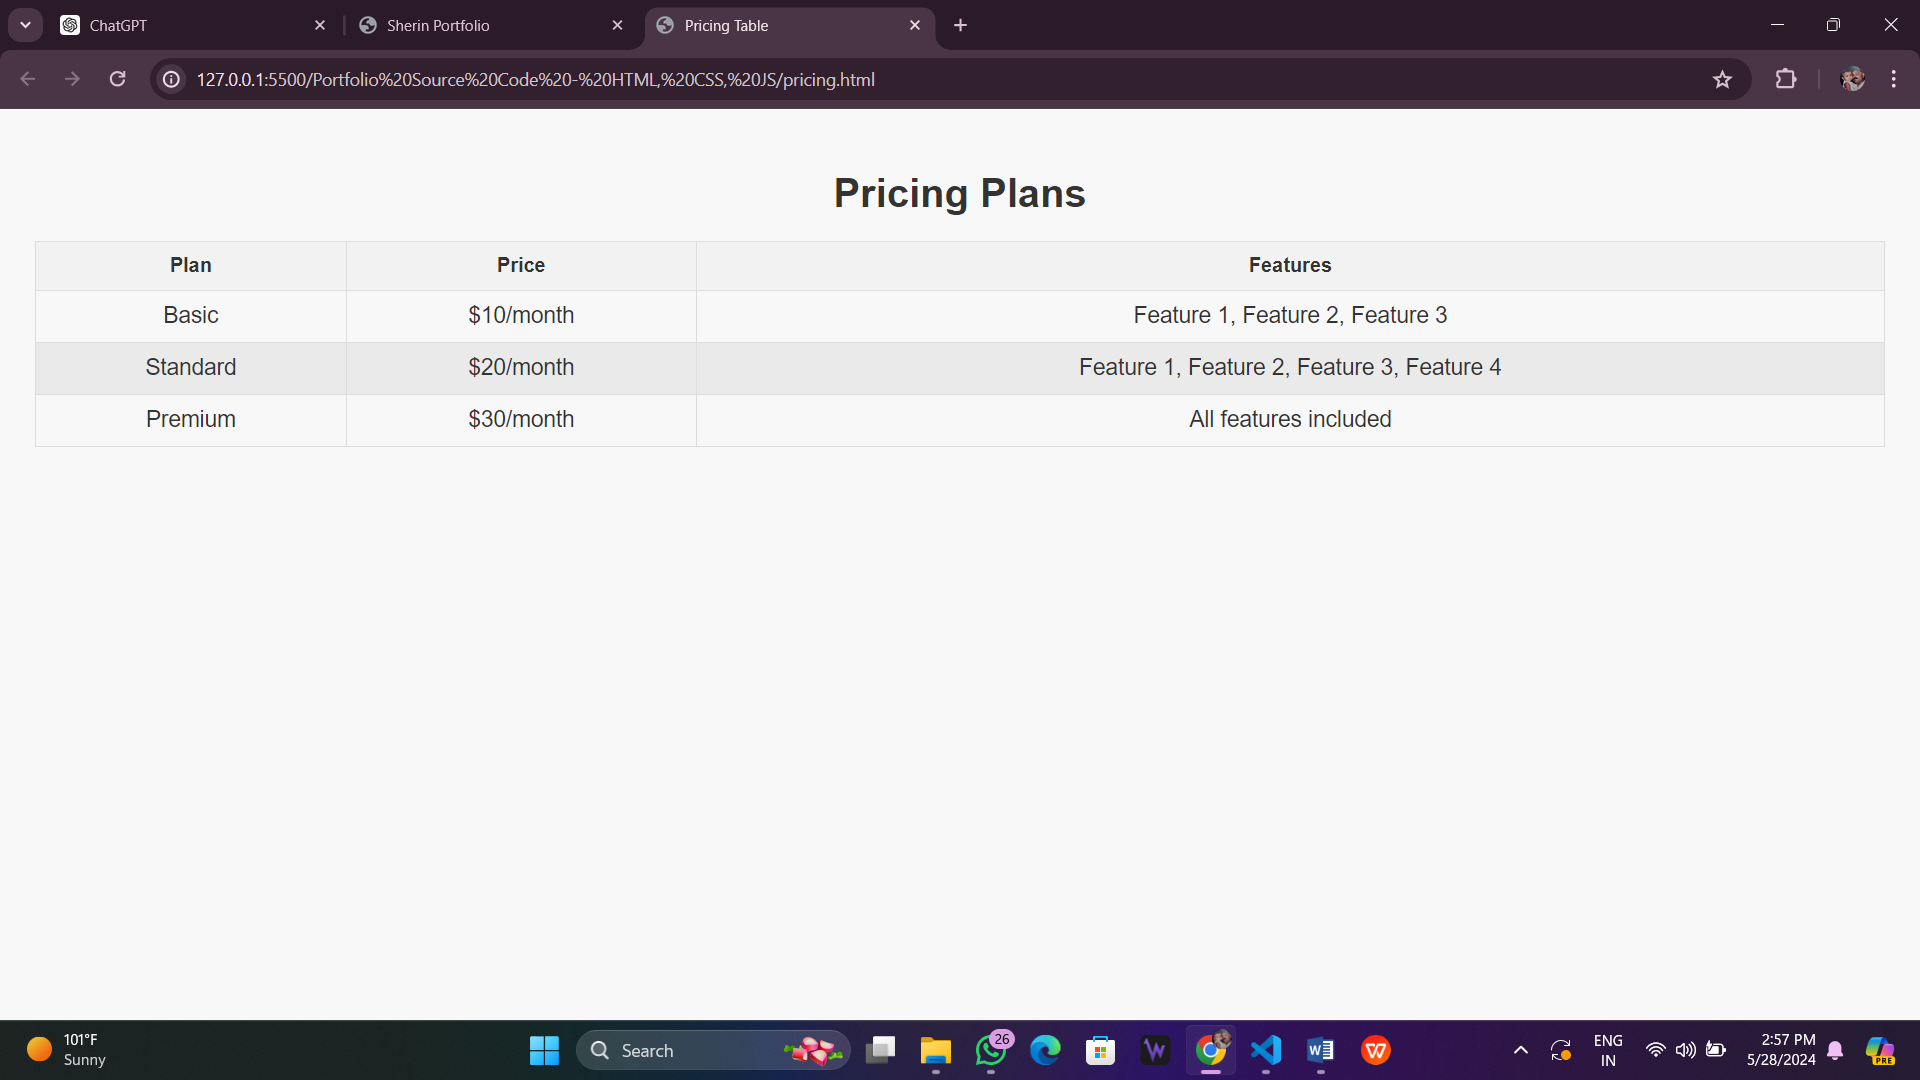 ChatGPT
Sherin Portfolio
Pricing Table
127.0.0.1:5500/Portfolio%20Source%20Code%20-%20HTML,%20CSS,%20JS/pricing.html
Pricing Plans
Plan Price Features
Basic $10/month Feature 1, Feature 2, Feature 3
Standard $20/month Feature 1, Feature 2, Feature 3, Feature 4
Premium $30/month All features included
101°F
Sunny
Search
26
W
W
ENG
IN
2:57 PM
5/28/2024
PRE